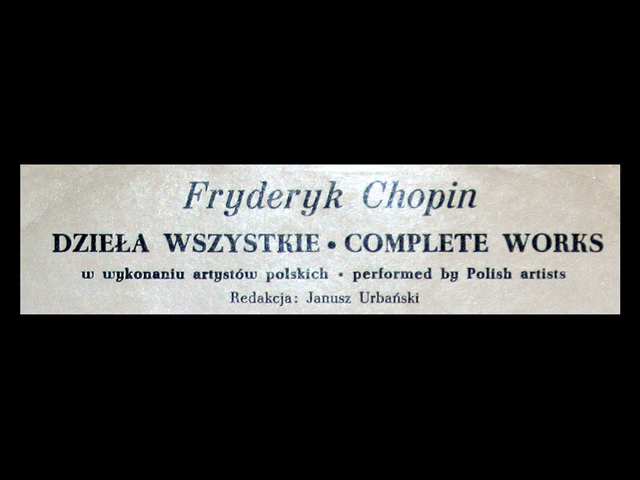 Fryderyk Chopin
DZIEŁA WSZYSTKIE • COMPLETE WORKS
w wykonaniu artystów polskich • performed by Polish artists
Redakcja: Janusz Urbański